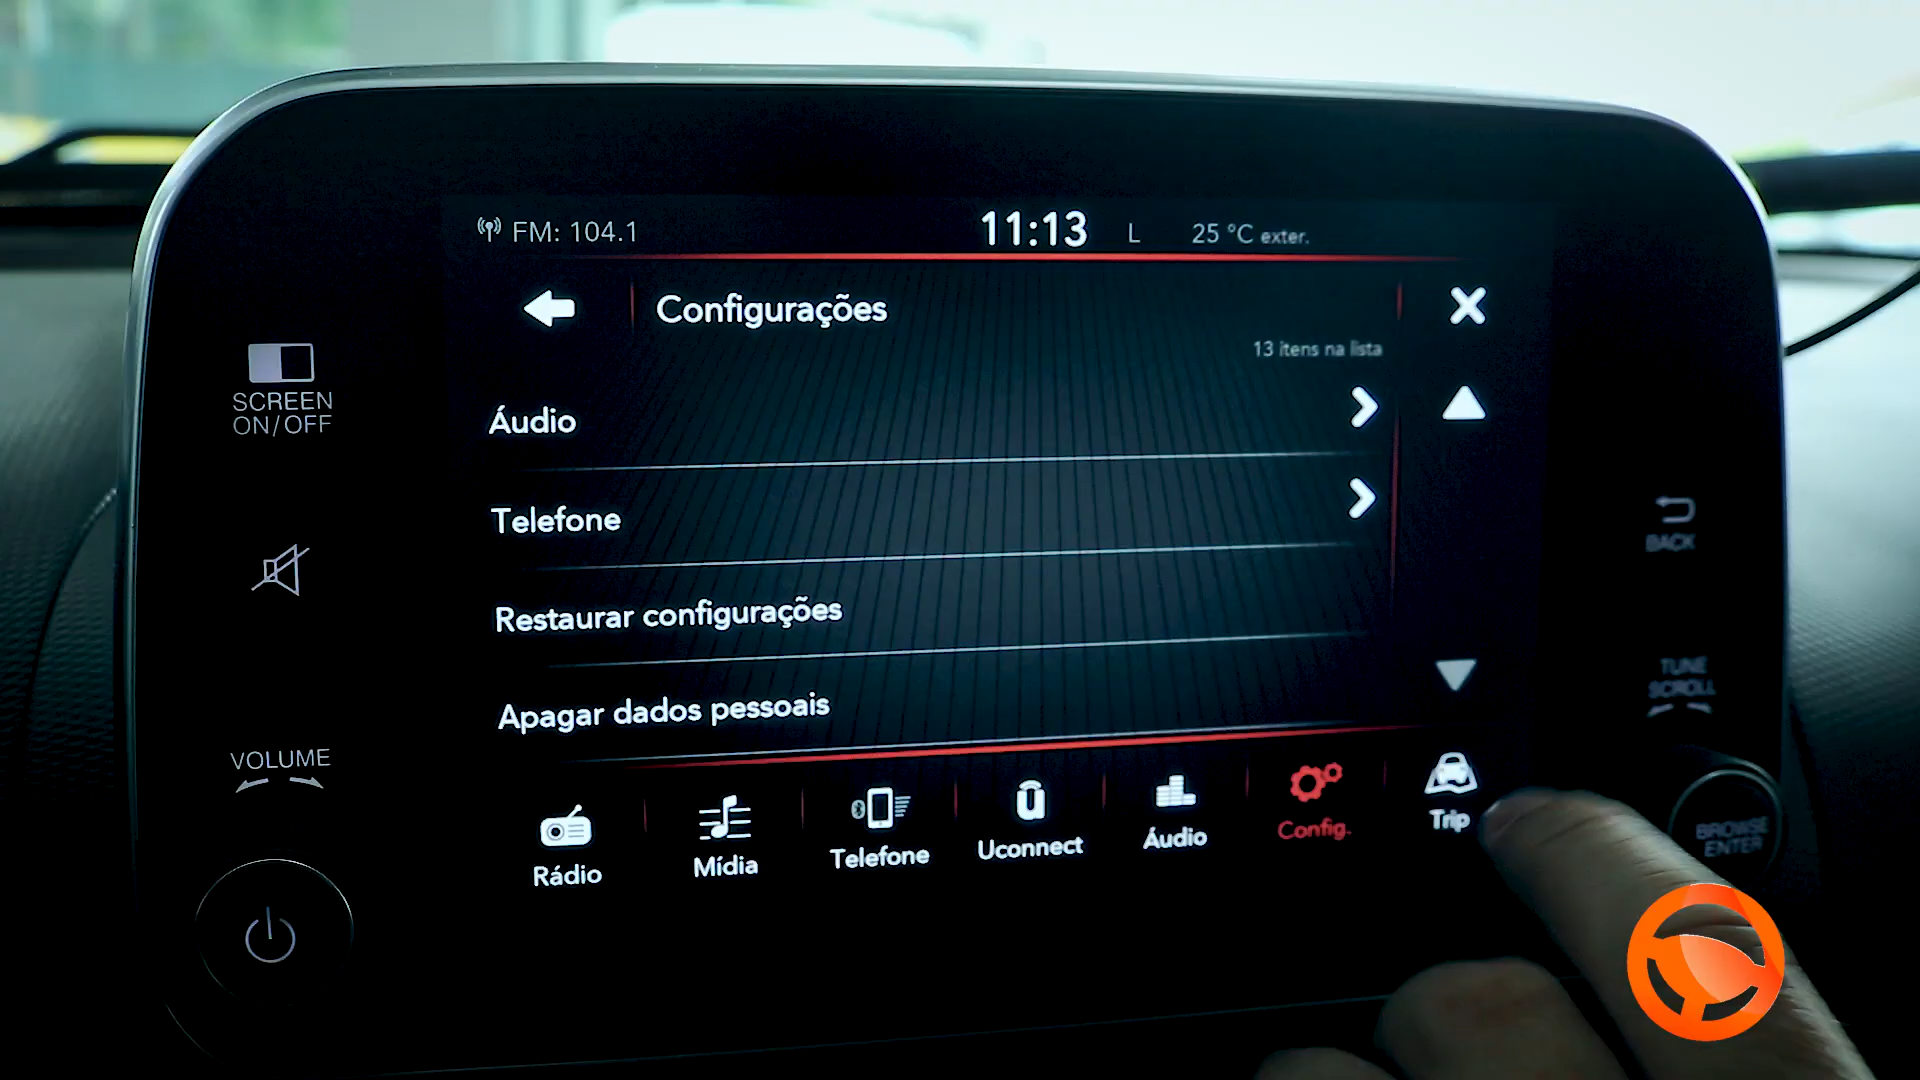 FM: 104.1 11:13 L 25 °C exter.
Configurações
13 itens na lista
Áudio
Telefone
Restaurar configurações
Apagar dados pessoais
Rádio Mídia Telefone Uconnect Áudio Config. Trip
SCREEN
ON/OFF
VOLUME
BACK
TUNE
SCROLL
BROWSE
ENTER